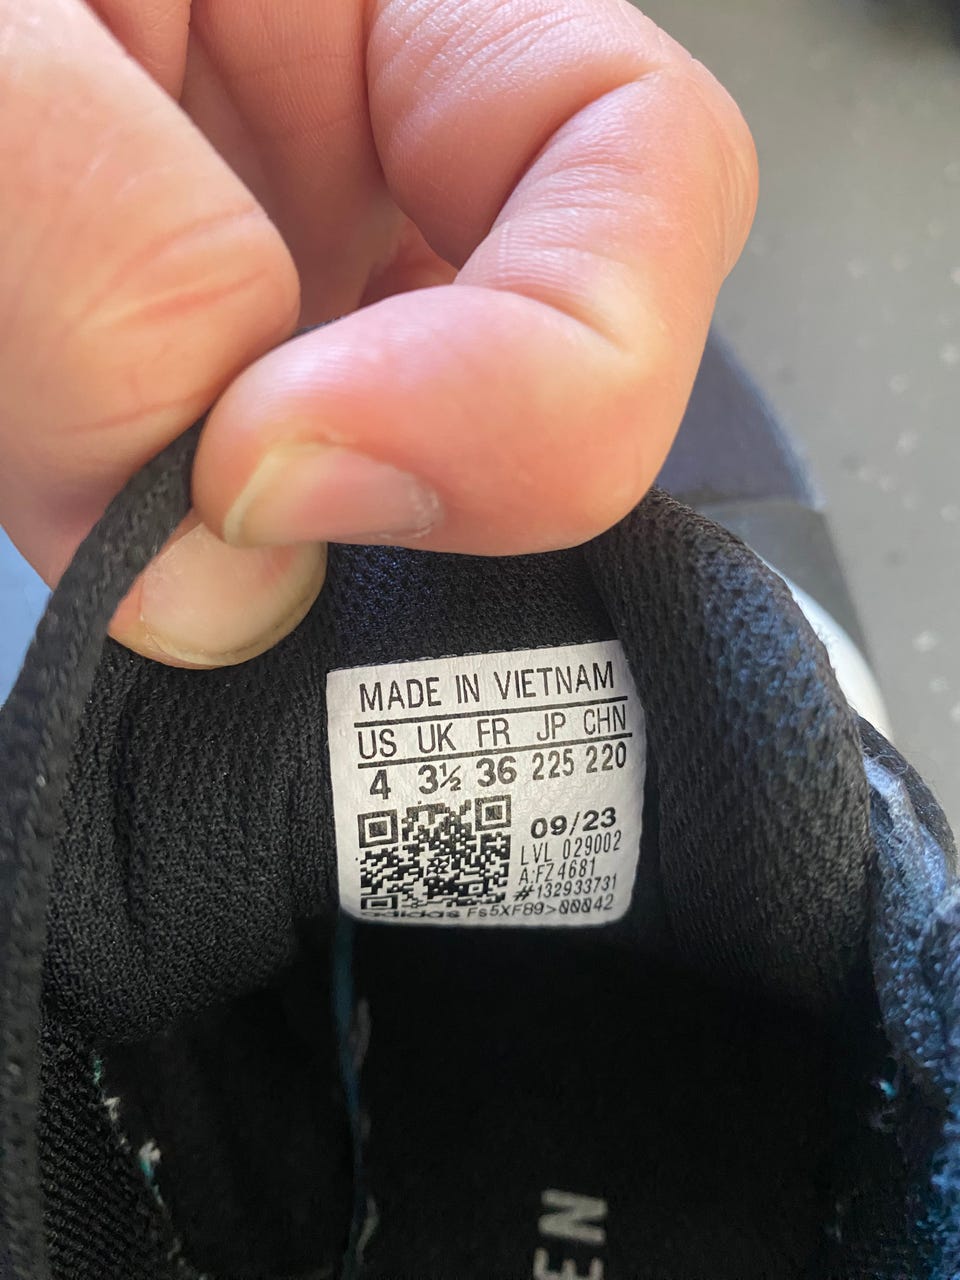 MADE IN VIETNAM
US UK FR JP CHN
4 3½ 36 225 220
09/23
LVL 029002
A:FZ4681
#132933731
adidas Fs5XF89>00042
EN